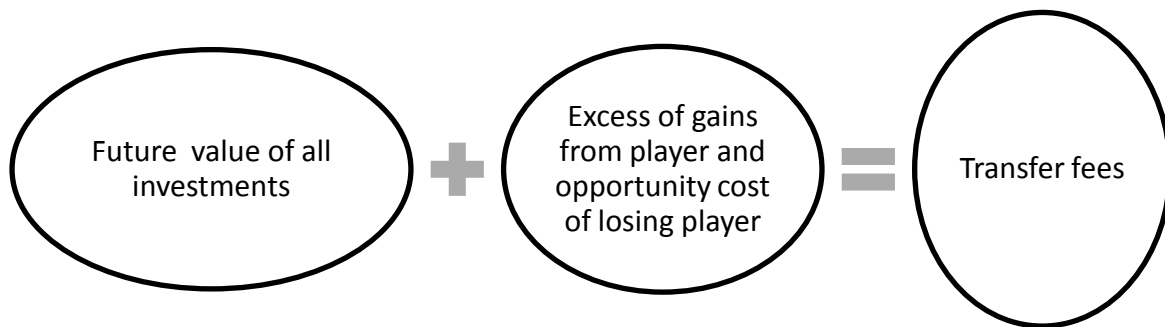 Future value of all
investments
Excess of gains
from player and
opportunity cost
of losing player
Transfer fees